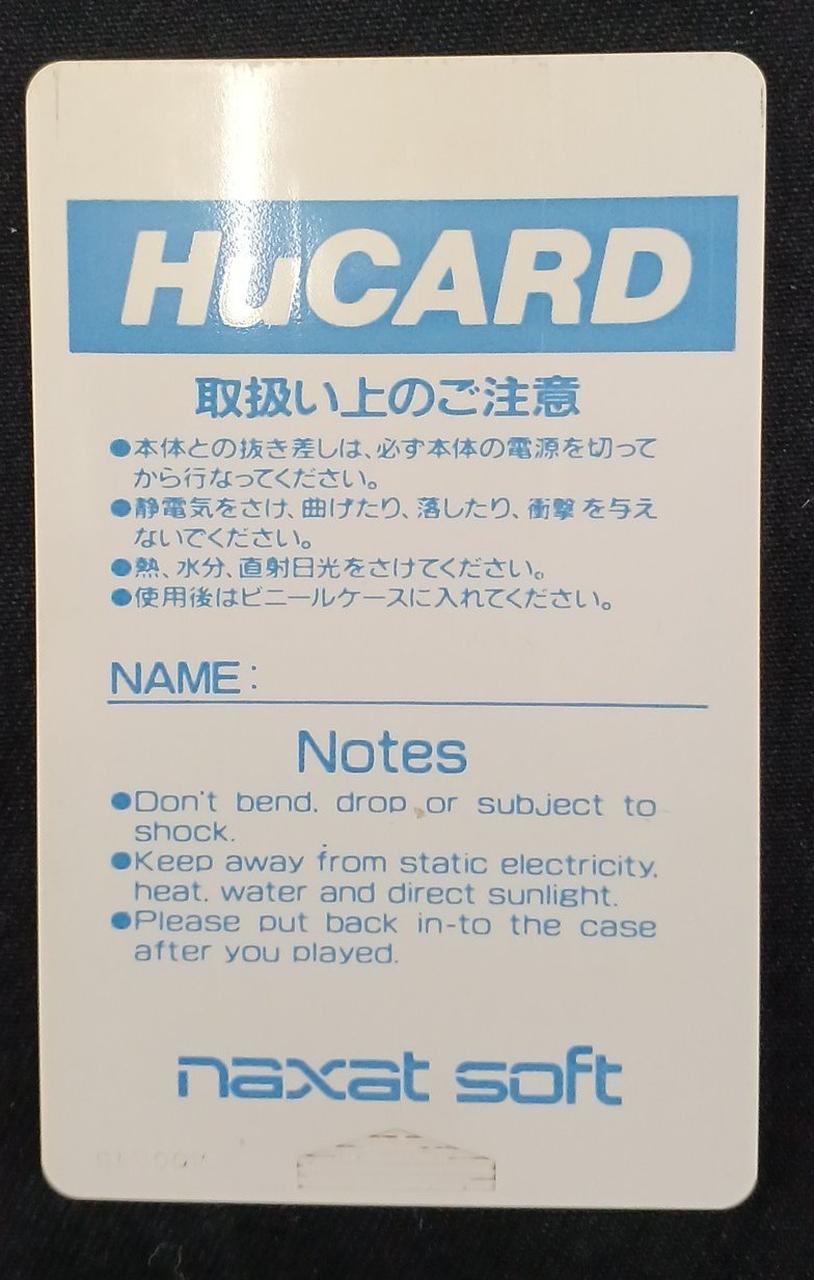 HuCARD
取扱い上のご注意
●本体との抜き差しは、必ず本体の電源を切って
から行なってください。
●静電気をさけ、曲げたり、落したり、衝撃を与え
ないでください。
●熱、水分、直射日光をさけてください。
●使用後はビニールケースに入れてください。
NAME:
Notes
●Don't bend. drop or subject to
shock.
●Keep away from static electricity.
heat. water and direct sunlight.
●Please put back in-to the case
after you played.
naxat soft